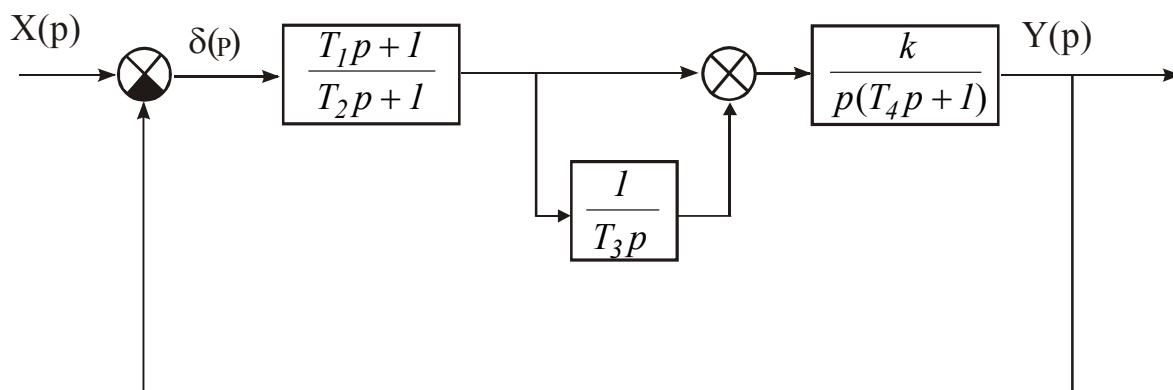 X(p)
δ(P)
T₁p + 1
T₂p + 1
k
p(T₄p + 1)
Y(p)
1
T₃p